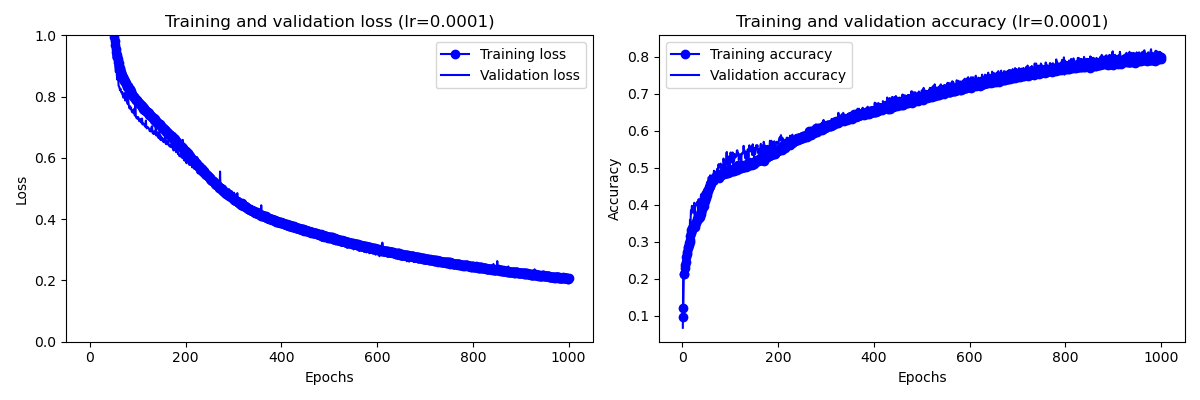 Training and validation loss (lr=0.0001)
1.0
0.8
0.6
0.4
0.2
0.0
Loss
Training loss
Validation loss
0
200
400
600
800
1000
Epochs
Training and validation accuracy (lr=0.0001)
0.8
0.7
0.6
0.5
0.4
0.3
0.2
0.1
Accuracy
Training accuracy
Validation accuracy
0
200
400
600
800
1000
Epochs